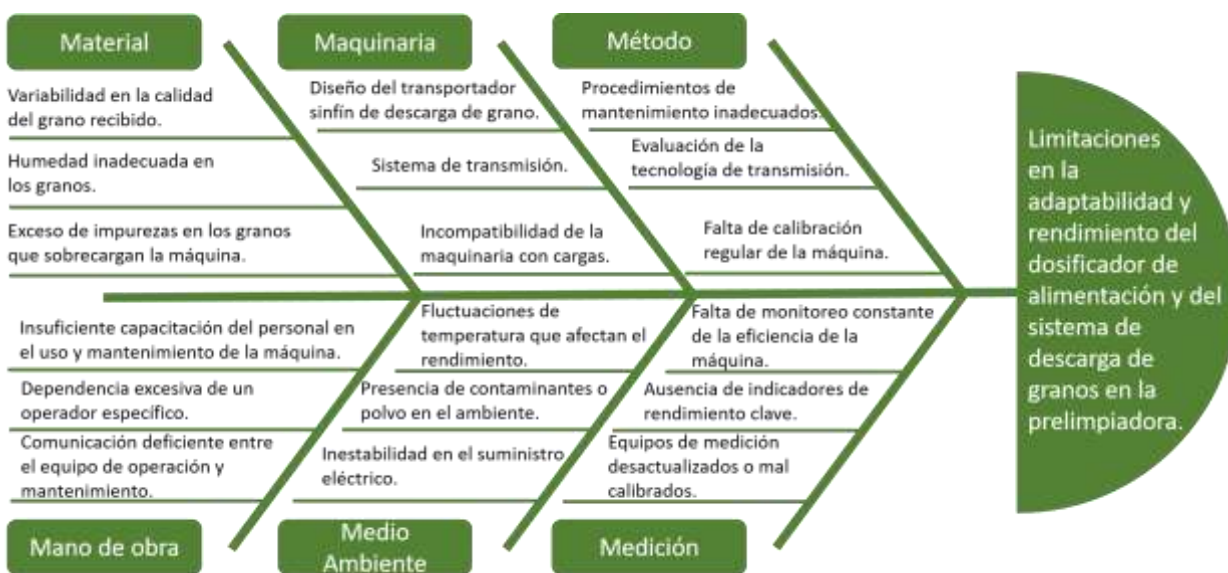 Material
Variabilidad en la calidad
del grano recibido.
Humedad inadecuada en
los granos.
Exceso de impurezas en los granos
que sobrecargan la máquina.
Maquinaria
Diseño del transportador
sinfín de descarga de grano.
Sistema de transmisión.
Incompatibilidad de la
maquinaria con cargas.
Método
Procedimientos de
mantenimiento inadecuados.
Evaluación de la
tecnología de transmisión.
Falta de calibración
regular de la máquina.
Insuficiente capacitación del personal en
el uso y mantenimiento de la máquina.
Dependencia excesiva de un
operador específico.
Comunicación deficiente entre
el equipo de operación y
mantenimiento.
Mano de obra
Fluctuaciones de
temperatura que afectan el
rendimiento.
Presencia de contaminantes o
polvo en el ambiente.
Inestabilidad en el suministro
eléctrico.
Medio
Ambiente
Falta de monitoreo constante
de la eficiencia de la
máquina.
Ausencia de indicadores de
rendimiento clave.
Equipos de medición
desactualizados o mal
calibrados.
Medición
Limitaciones
en la
adaptabilidad y
rendimiento del
dosificador de
alimentación y del
sistema de
descarga de
granos en la
prelimpiadora.